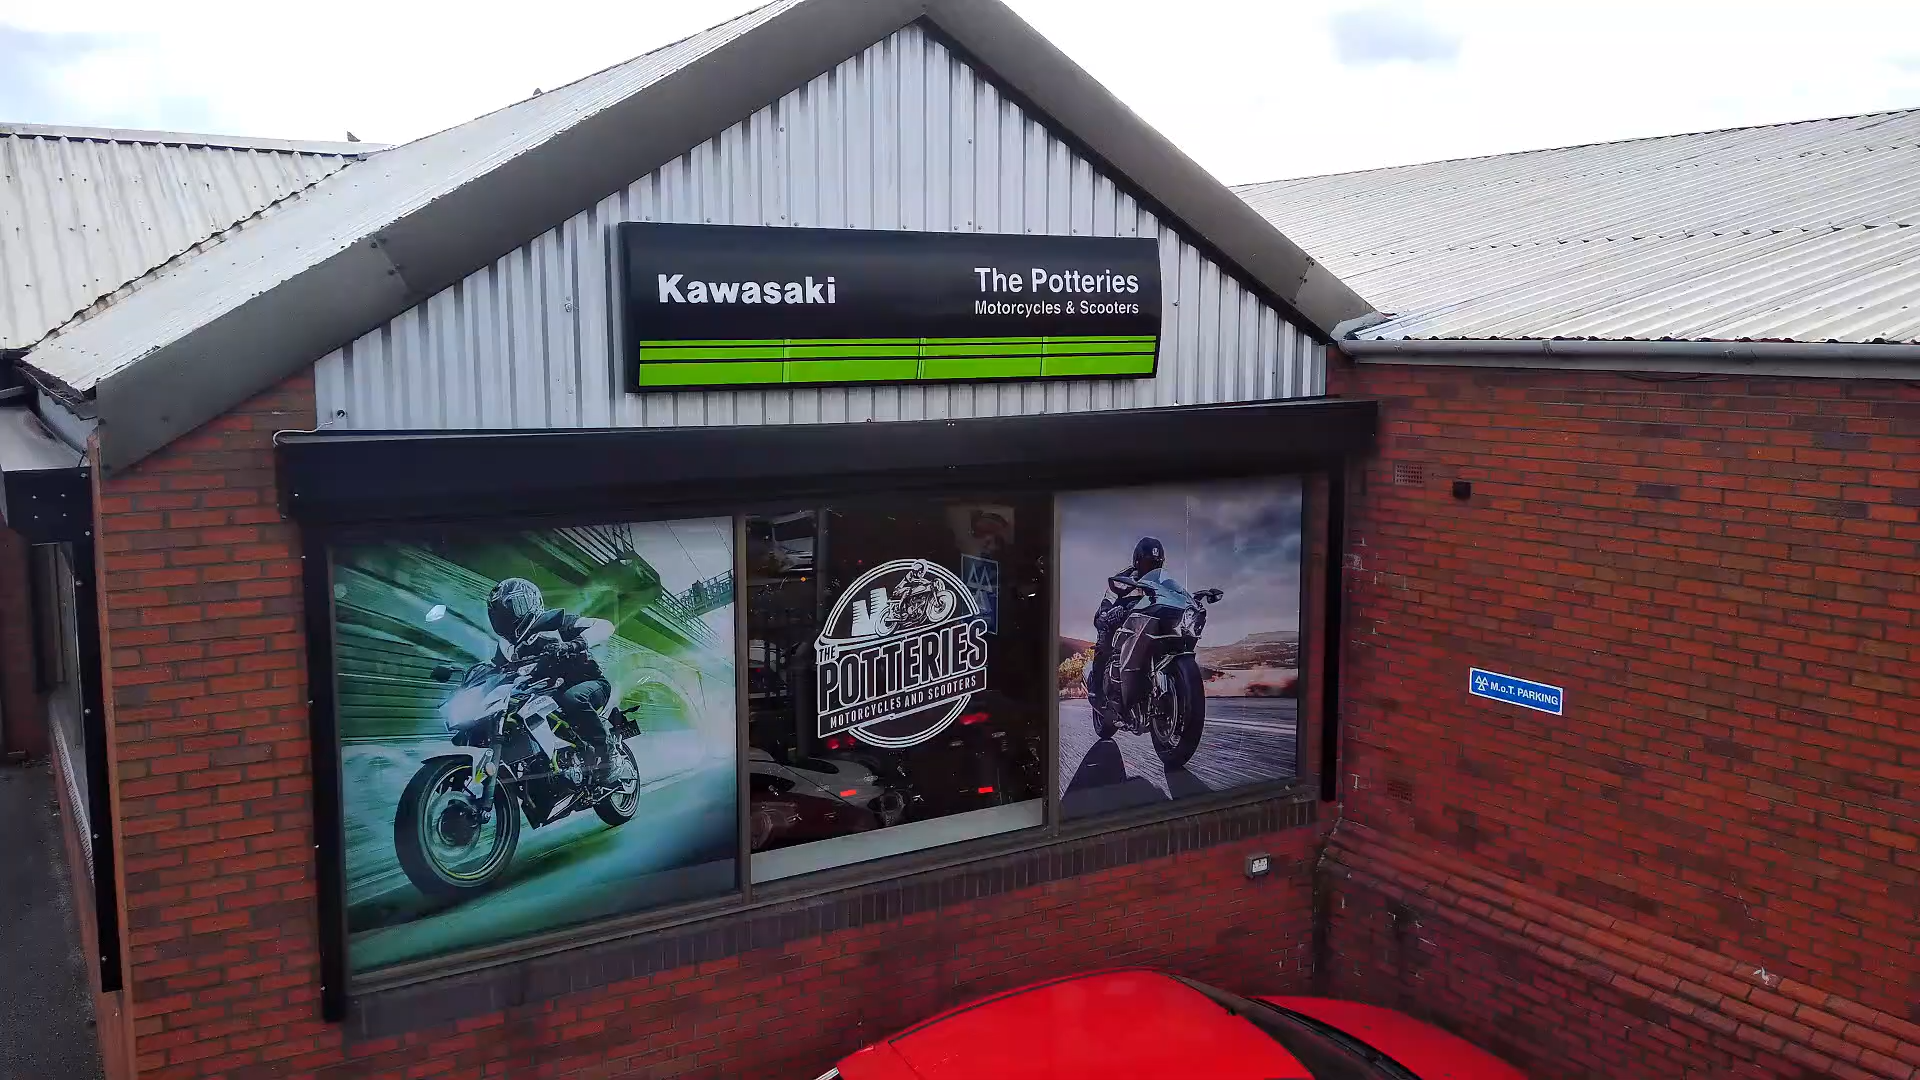 Kawasaki
The Potteries
Motorcycles & Scooters
THE
POTTERIES
MOTORCYCLES AND SCOOTERS
M.o.T. PARKING